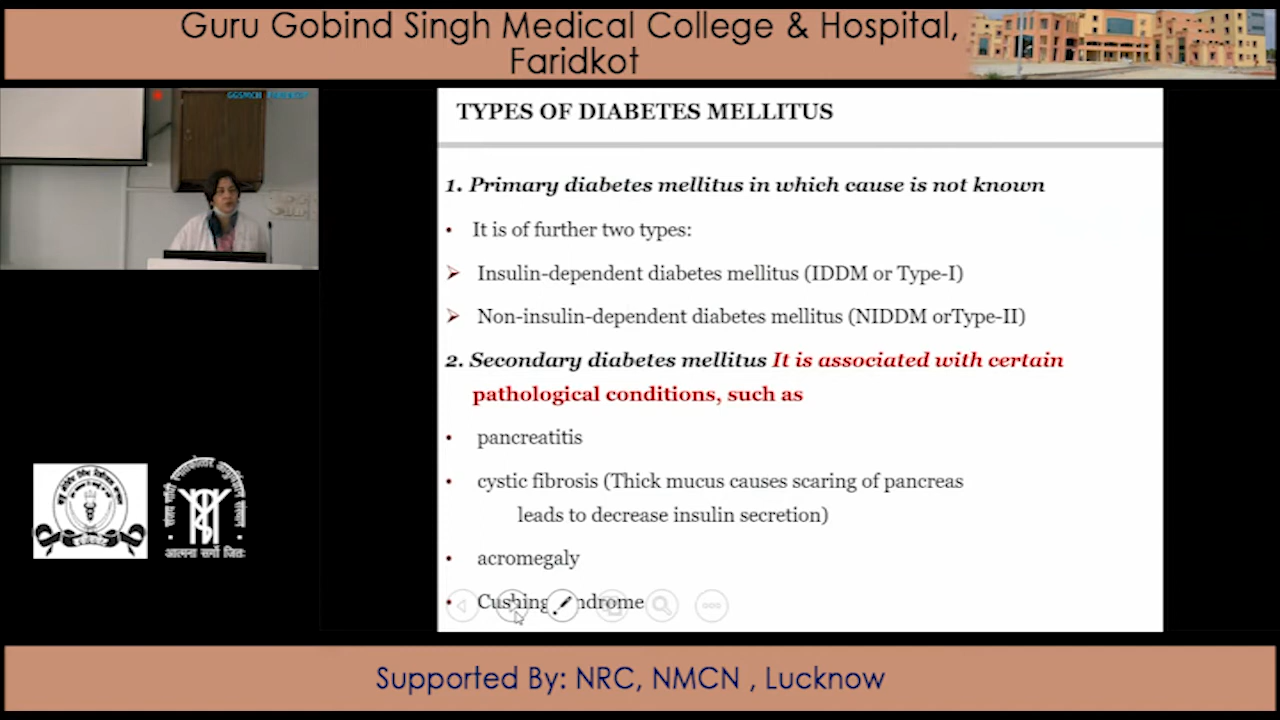 Guru Gobind Singh Medical College & Hospital,
Faridkot
TYPES OF DIABETES MELLITUS
1. Primary diabetes mellitus in which cause is not known
• It is of further two types:
➢ Insulin-dependent diabetes mellitus (IDDM or Type-I)
➢ Non-insulin-dependent diabetes mellitus (NIDDM orType-II)
2. Secondary diabetes mellitus It is associated with certain
pathological conditions, such as
• pancreatitis
• cystic fibrosis (Thick mucus causes scaring of pancreas
leads to decrease insulin secretion)
• acromegaly
• Cushing
Supported By: NRC, NMCN , Lucknow